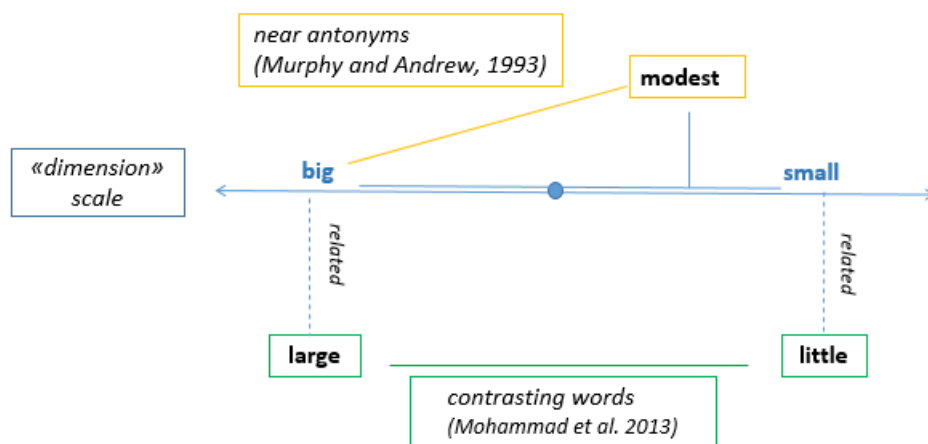 near antonyms
(Murphy and Andrew, 1993)
modest
«dimension»
scale
big
small
related
related
large
little
contrasting words
(Mohammad et al. 2013)